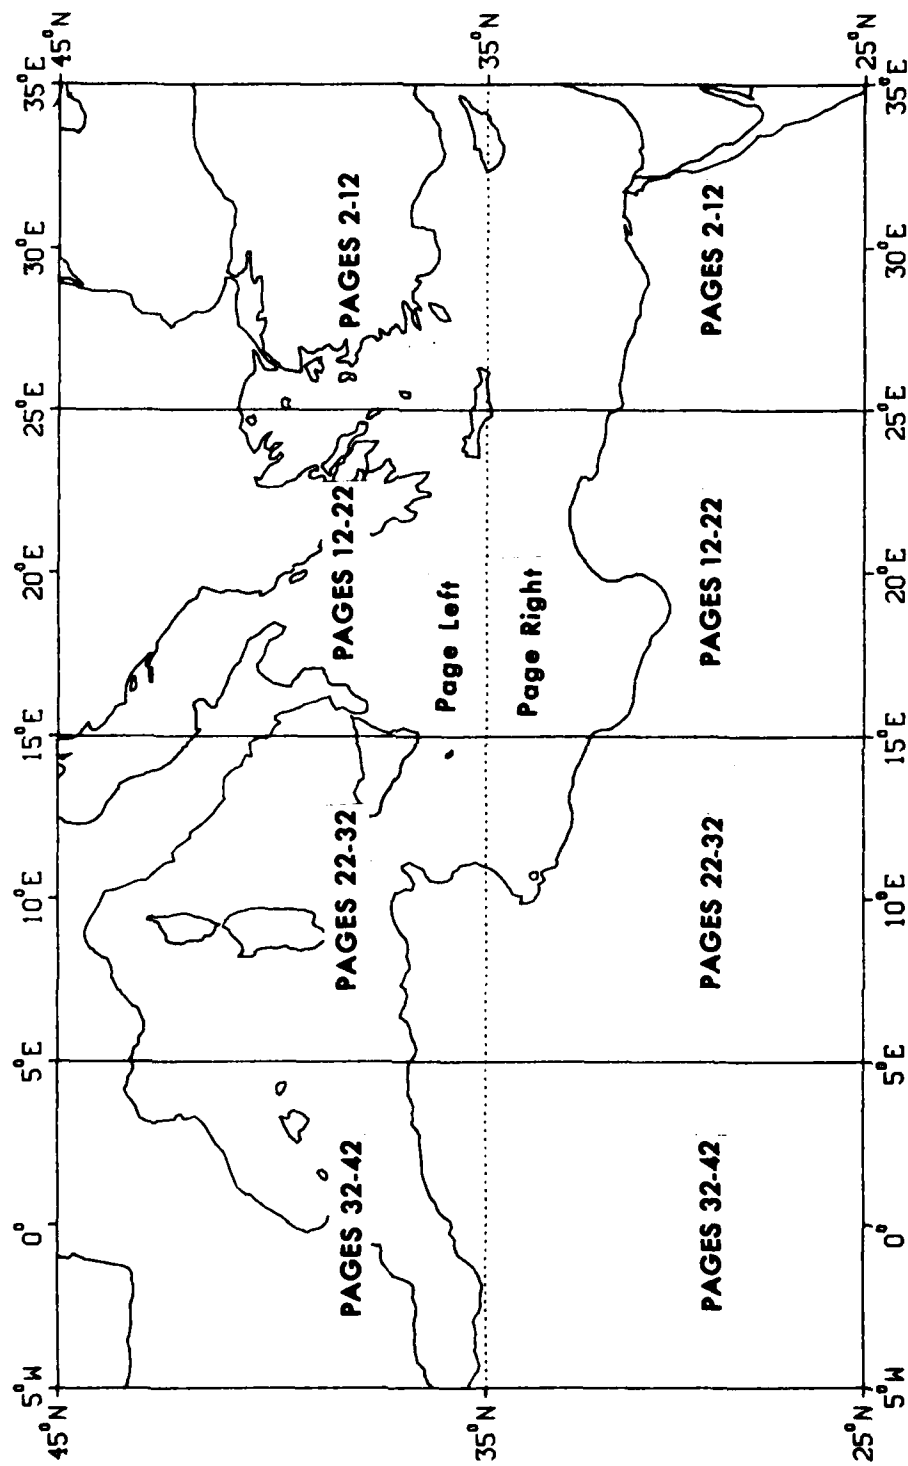 5°W 0° 5°E 10°E 15°E 20°E 25°E 30°E 35°E
45°N 45°N
PAGES 32-42 PAGES 22-32 PAGES 12-22 PAGES 2-12
Page Left
35°N 35°N
Page Right
PAGES 32-42 PAGES 22-32 PAGES 12-22 PAGES 2-12
25°N 25°N
5°W 0° 5°E 10°E 15°E 20°E 25°E 30°E 35°E